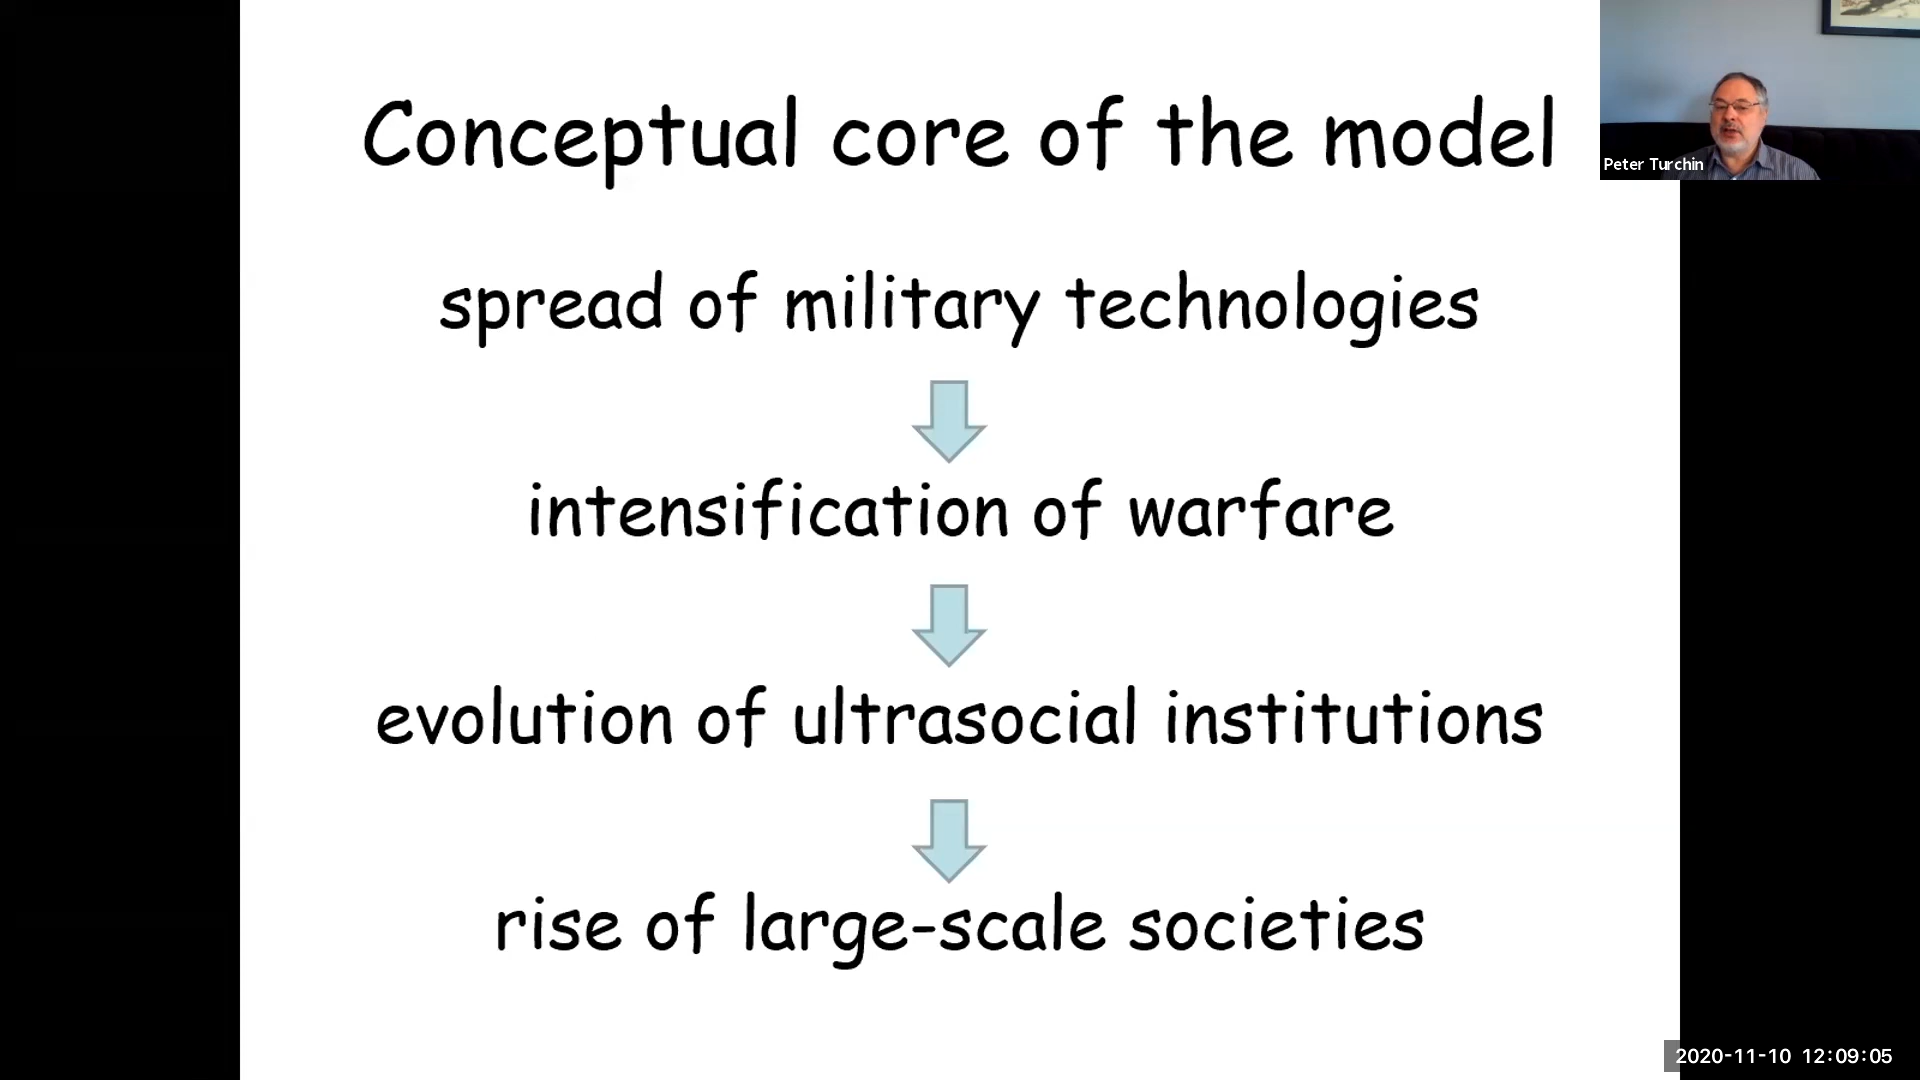 Conceptual core of the model
Peter Turchin
spread of military technologies
intensification of warfare
evolution of ultrasocial institutions
rise of large-scale societies
2020-11-10 12:09:05